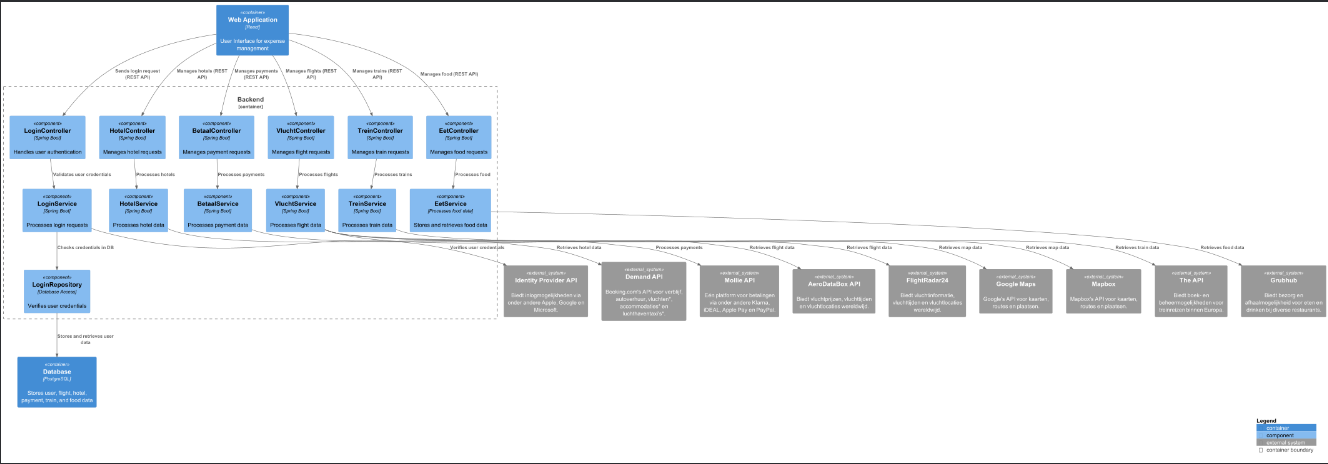 «container»
Web Application
[React]
User Interface for expense
management
Sends login request
(REST API)
Manages hotels (REST
API)
Manages payments
(REST API)
Manages flights (REST
API)
Manages trains (REST
API)
Manages food (REST API)
Backend
[container]
«component»
LoginController
[Spring Boot]
Handles user authentication
«component»
HotelController
[Spring Boot]
Manages hotel requests
«component»
BetaalController
[Spring Boot]
Manages payment requests
«component»
VluchtController
[Spring Boot]
Manages flight requests
«component»
TreinController
[Spring Boot]
Manages train requests
«component»
EetController
[Spring Boot]
Manages food requests
Validates user credentials
Processes hotels
Processes payments
Processes flights
Processes trains
Processes food
«component»
LoginService
[Spring Boot]
Processes login requests
«component»
HotelService
[Spring Boot]
Processes hotel data
«component»
BetaalService
[Spring Boot]
Processes payment data
«component»
VluchtService
[Spring Boot]
Processes flight data
«component»
TreinService
[Spring Boot]
Processes train data
«component»
EetService
[Processes food data]
Stores and retrieves food data
Checks credentials in DB
Verifies user credentials
Retrieves hotel data
Processes payments
Retrieves flight data
Retrieves flight data
Retrieves map data
Retrieves map data
Retrieves train data
Retrieves food data
«component»
LoginRepository
[Database Access]
Verifies user credentials
«external_system»
Identity Provider API
Biedt inlogmogelijkheden via
onder andere Apple, Google en
Microsoft.
«external_system»
Demand API
Booking.com's API voor verblijf,
autoverhuur, vluchten",
accommodaties" en
luchthaventaxi's".
«external_system»
Mollie API
Een platform voor betalingen
via onder andere Klarna,
iDEAL, Apple Pay en PayPal.
«external_system»
AeroDataBox API
Biedt vluchtprijzen, vluchttijden
en vluchtlocaties wereldwijd.
«external_system»
FlightRadar24
Biedt vluchtinformatie,
vluchttijden en vluchtlocaties
wereldwijd.
«external_system»
Google Maps
Google's API voor kaarten,
routes en plaatsen.
«external_system»
Mapbox
Mapbox's API voor kaarten,
routes en plaatsen.
«external_system»
The API
Biedt boek- en
beheermogelijkheden voor
treinreizen binnen Europa.
«external_system»
Grubhub
Biedt bezorg en
afhaalmogelijkheid voor eten en
drinken bij diverse restaurants.
Stores and retrieves user
data
«container»
Database
[PostgreSQL]
Stores user, flight, hotel,
payment, train, and food data
Legend
container
component
external system
container boundary